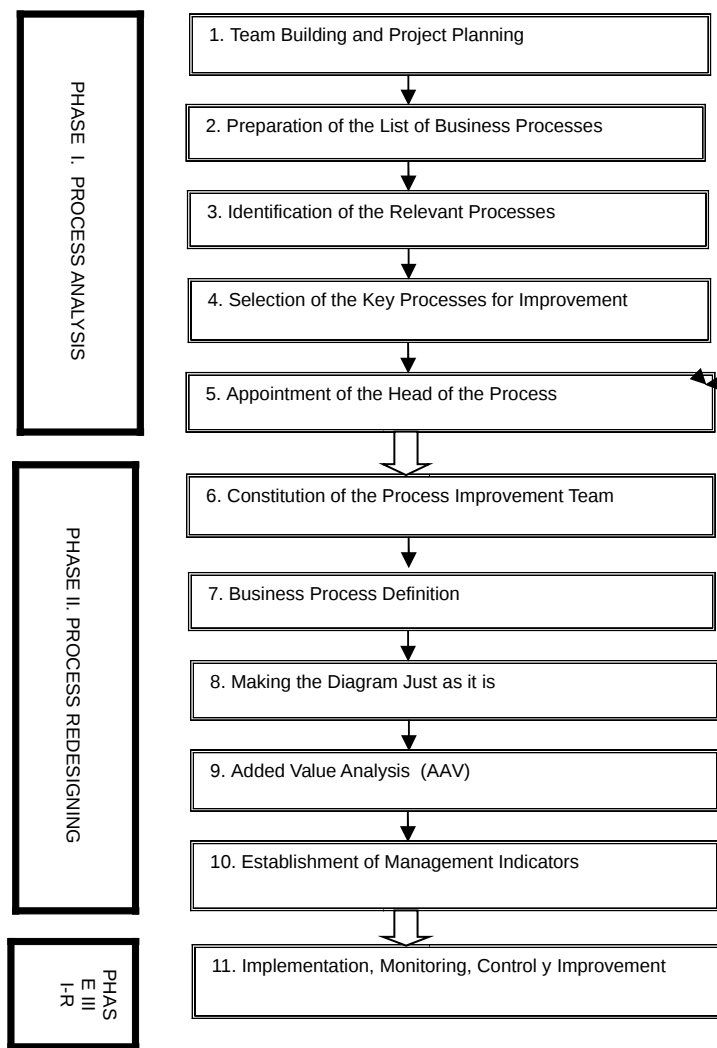 PHASE I. PROCESS ANALYSIS
1. Team Building and Project Planning
2. Preparation of the List of Business Processes
3. Identification of the Relevant Processes
4. Selection of the Key Processes for Improvement
5. Appointment of the Head of the Process
PHASE II. PROCESS REDESIGNING
6. Constitution of the Process Improvement Team
7. Business Process Definition
8. Making the Diagram Just as it is
9. Added Value Analysis (AAV)
10. Establishment of Management Indicators
PHAS
E III
I-R
11. Implementation, Monitoring, Control y Improvement